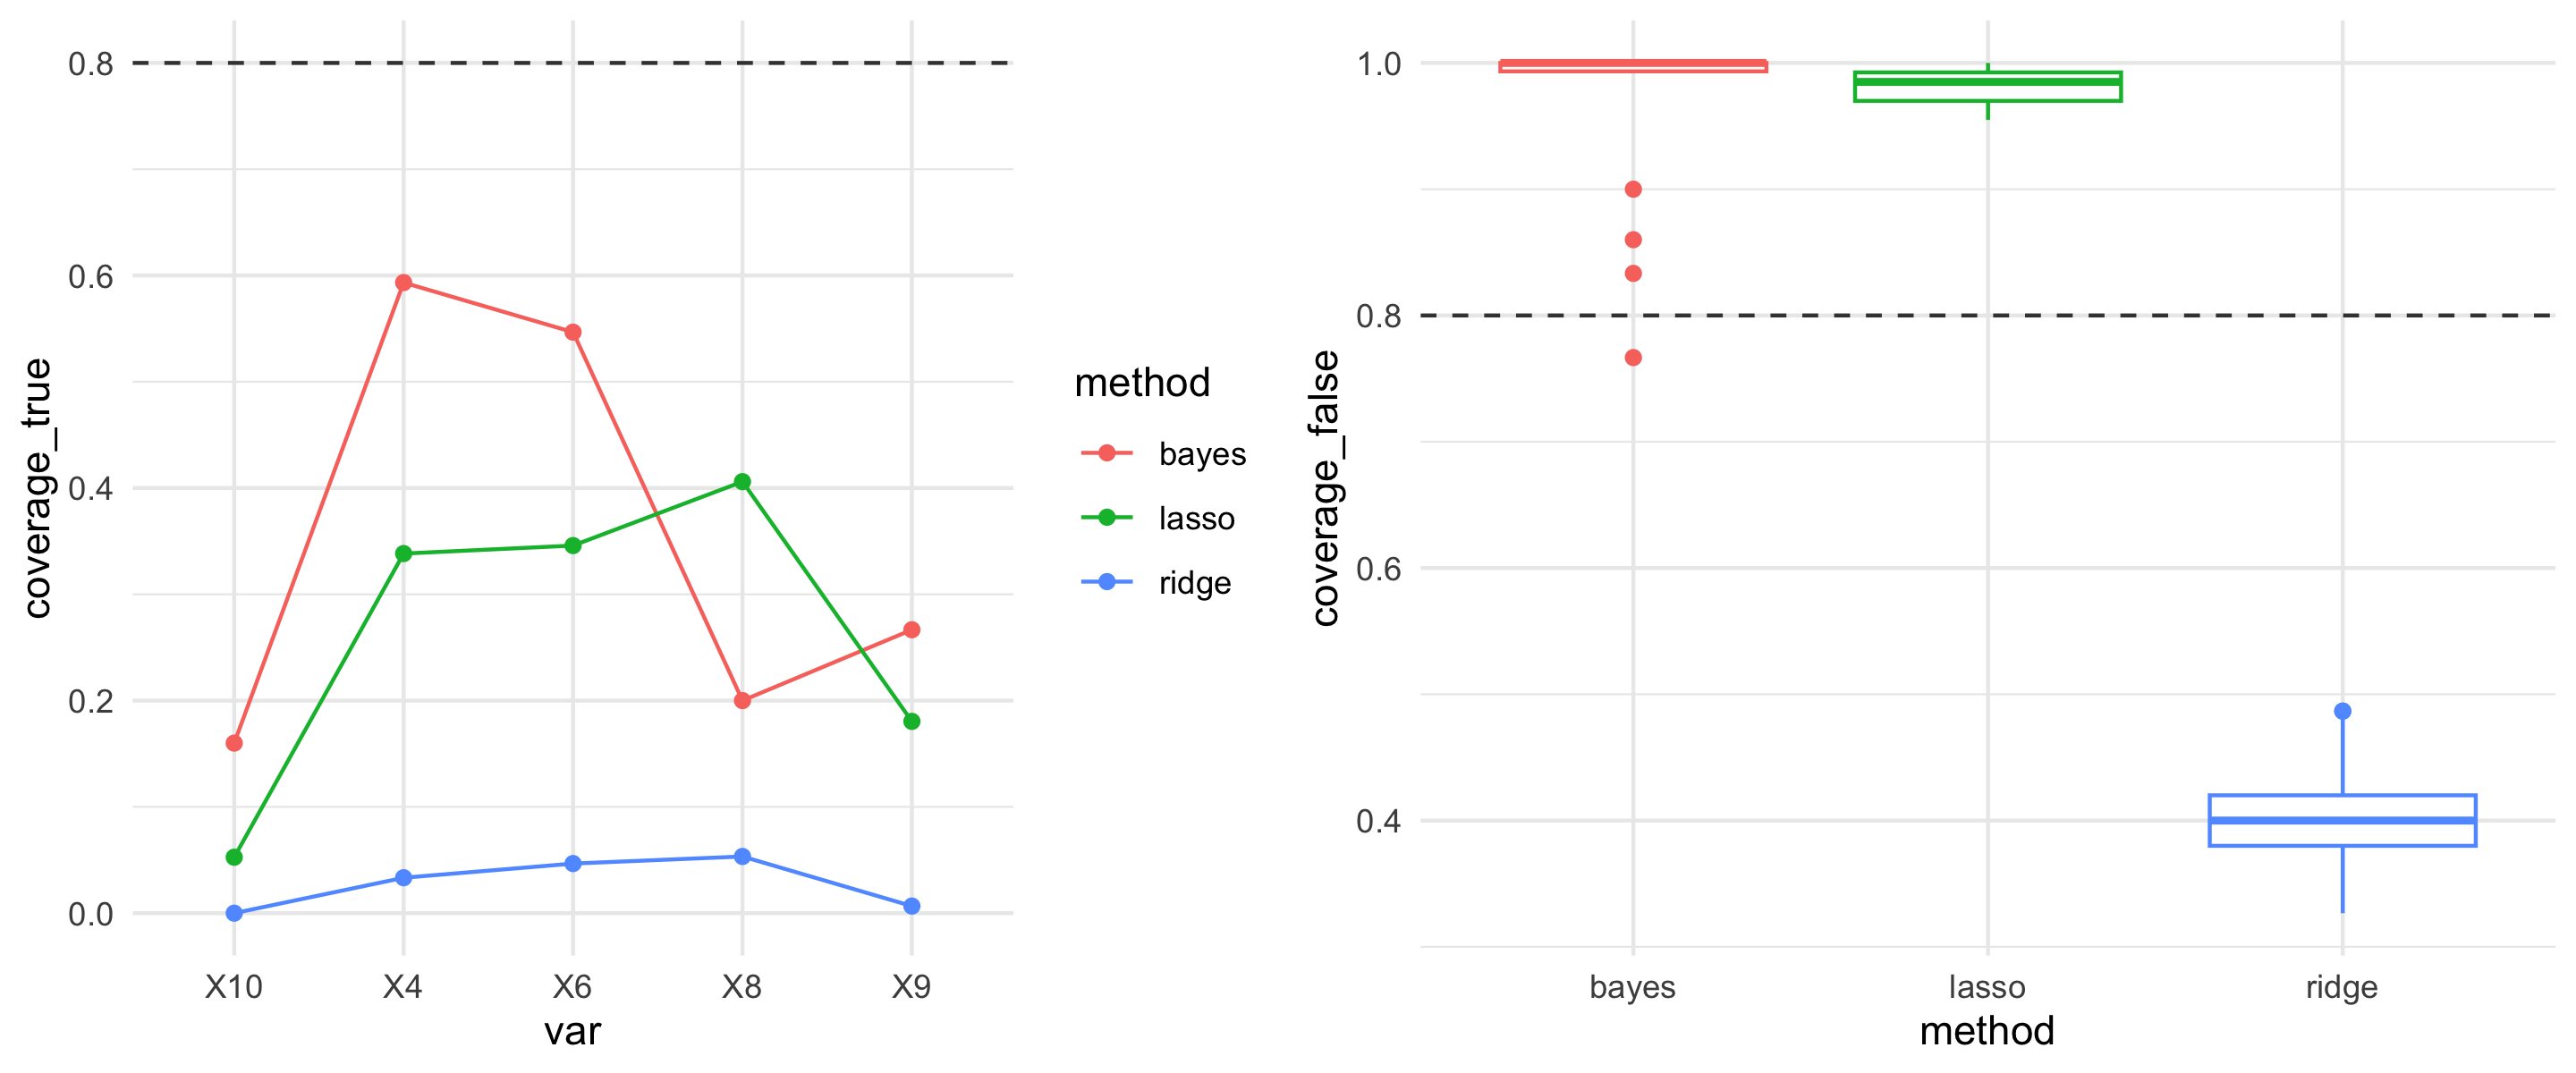 coverage_true
0.8
0.6
0.4
0.2
0.0
X10 X4 X6 X8 X9
var
method
bayes
lasso
ridge
coverage_false
1.0
0.8
0.6
0.4
bayes lasso ridge
method